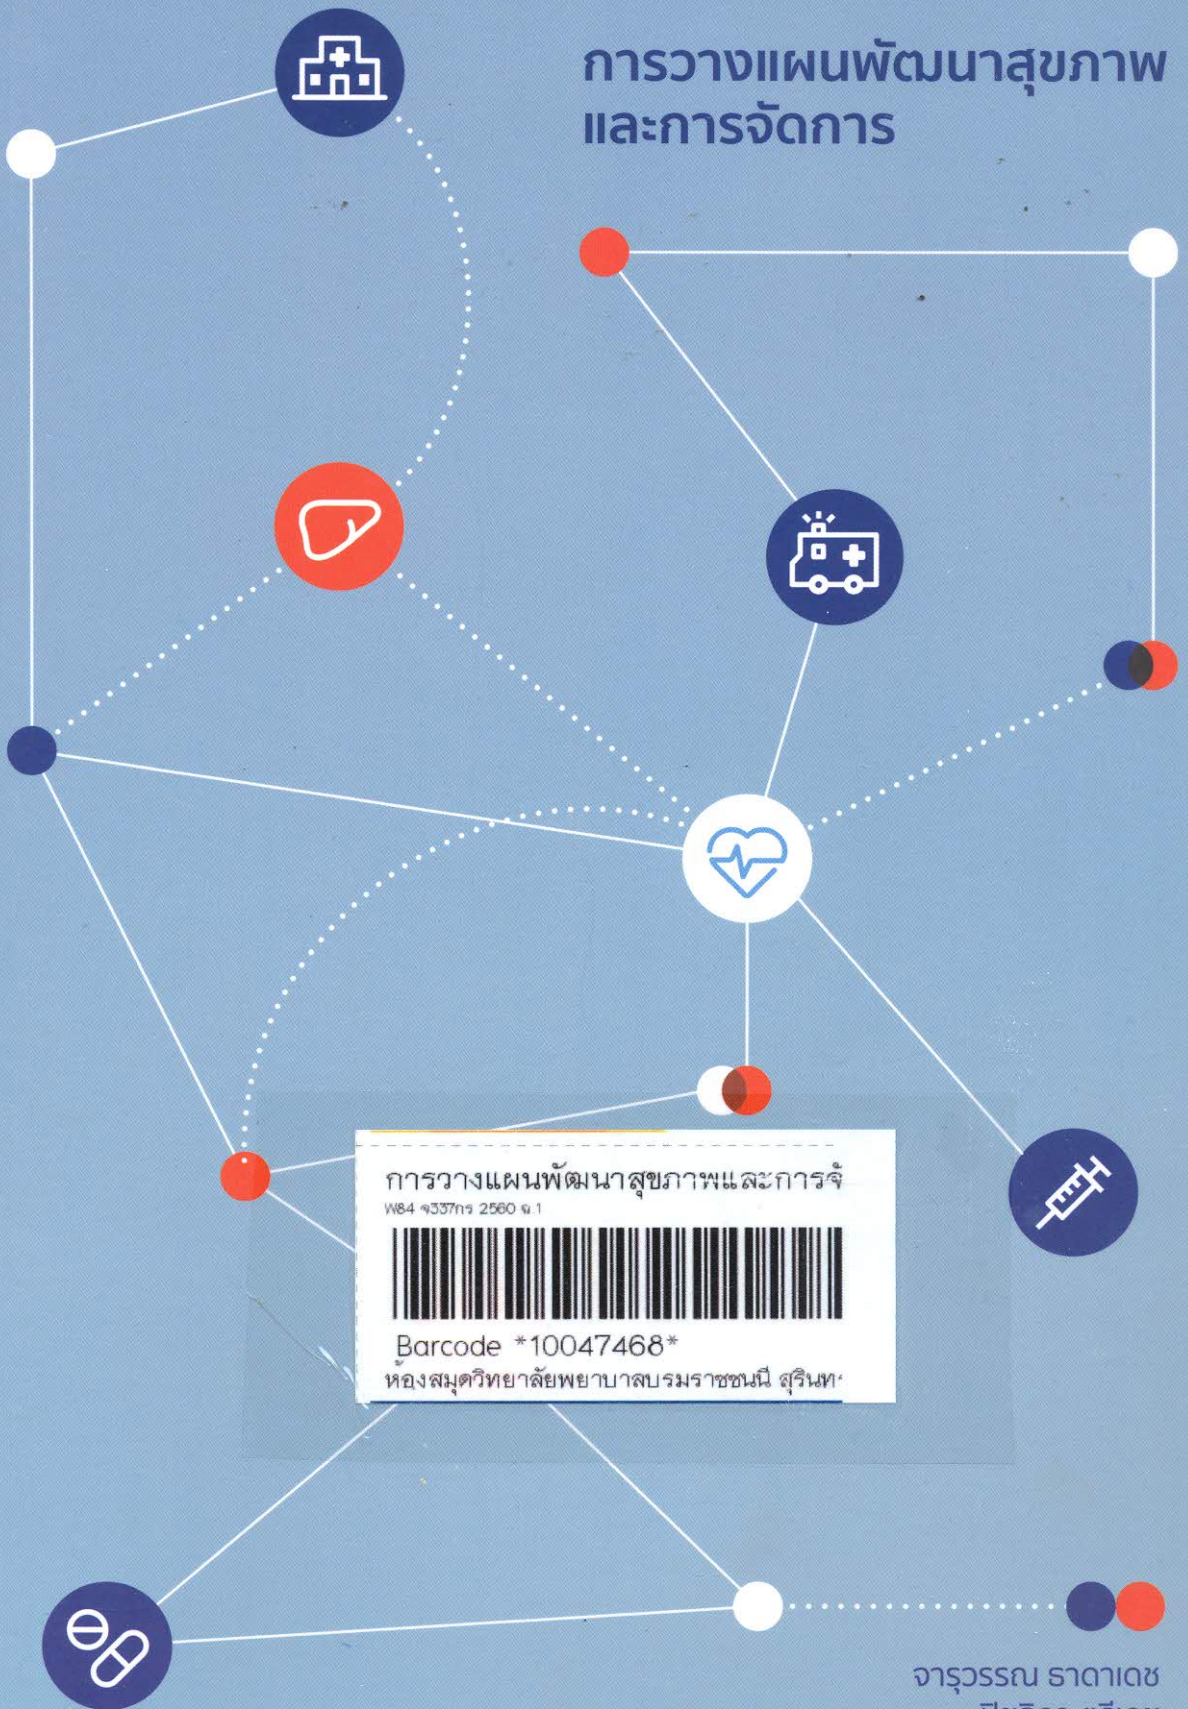 การวางแผนพัฒนาสุขภาพ
และการจัดการ
การวางแผนพัฒนาสุขภาพและการจั
W84 จ337กร 2560 ฉ.1
Barcode *10047468*
ห้องสมุดวิทยาลัยพยาบาลบรมราชชนนี สุรินท
จารุวรรณ ธาดาเดช